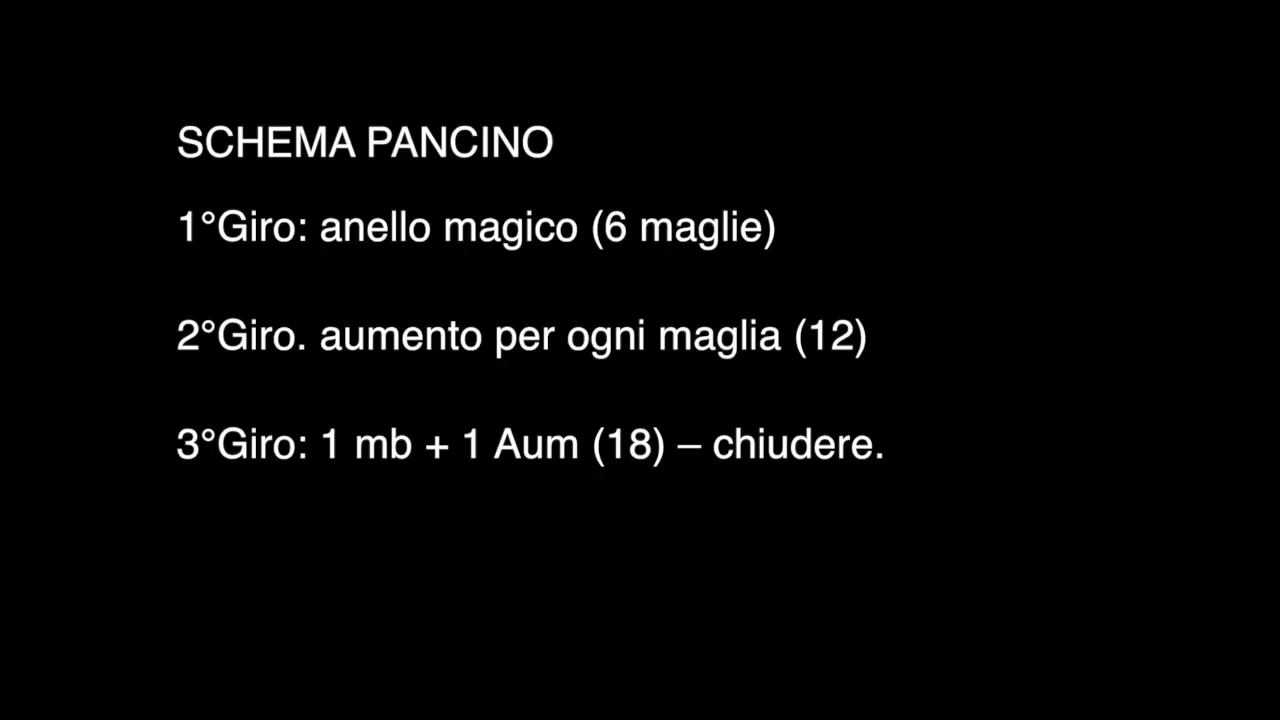 SCHEMA PANCINO
1°Giro: anello magico (6 maglie)
2°Giro. aumento per ogni maglia (12)
3°Giro: 1 mb + 1 Aum (18) – chiudere.